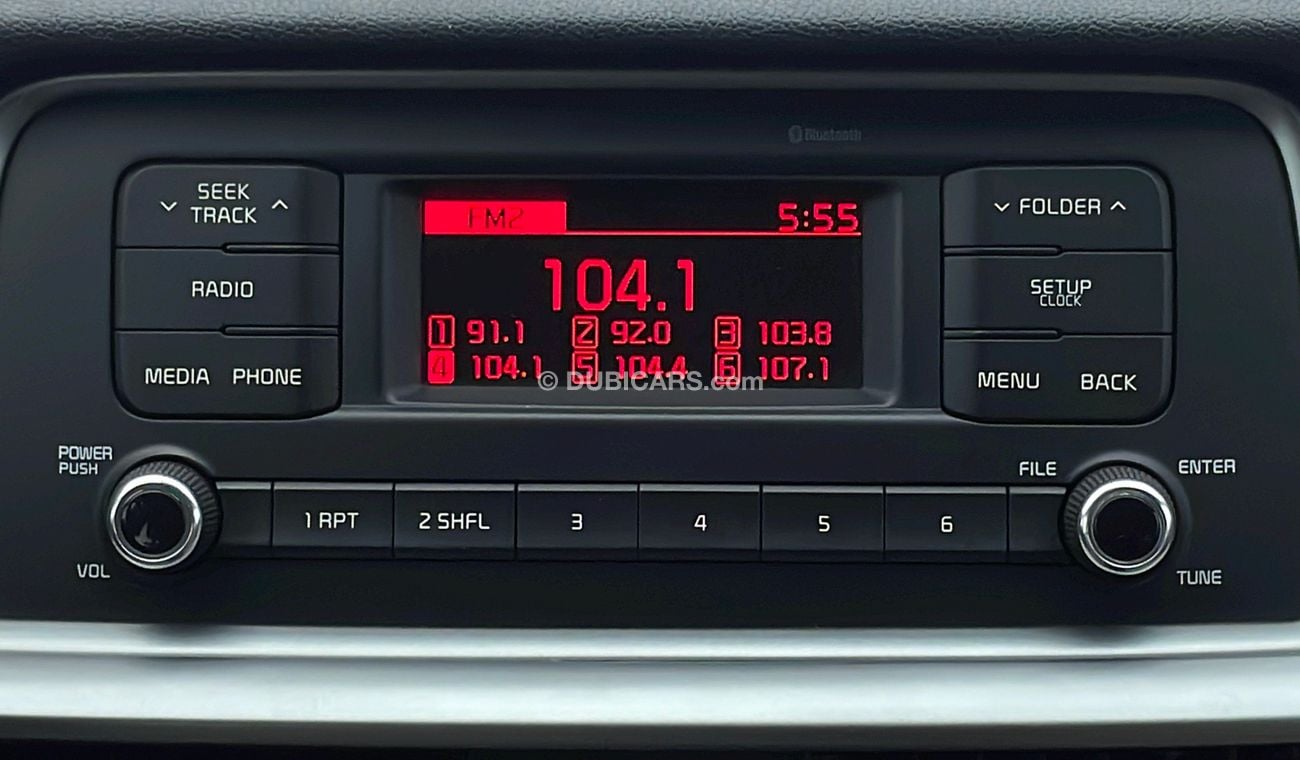 Bluetooth
SEEK
TRACK
RADIO
MEDIA PHONE
FM2 5:55
104.1
1 91.1 2 92.0 3 103.8
4 104.1 5 104.4 6 107.1
© DUBICARS.com
FOLDER
SETUP
CLOCK
MENU BACK
POWER
PUSH
VOL
1 RPT 2 SHFL 3 4 5 6
FILE
ENTER
TUNE